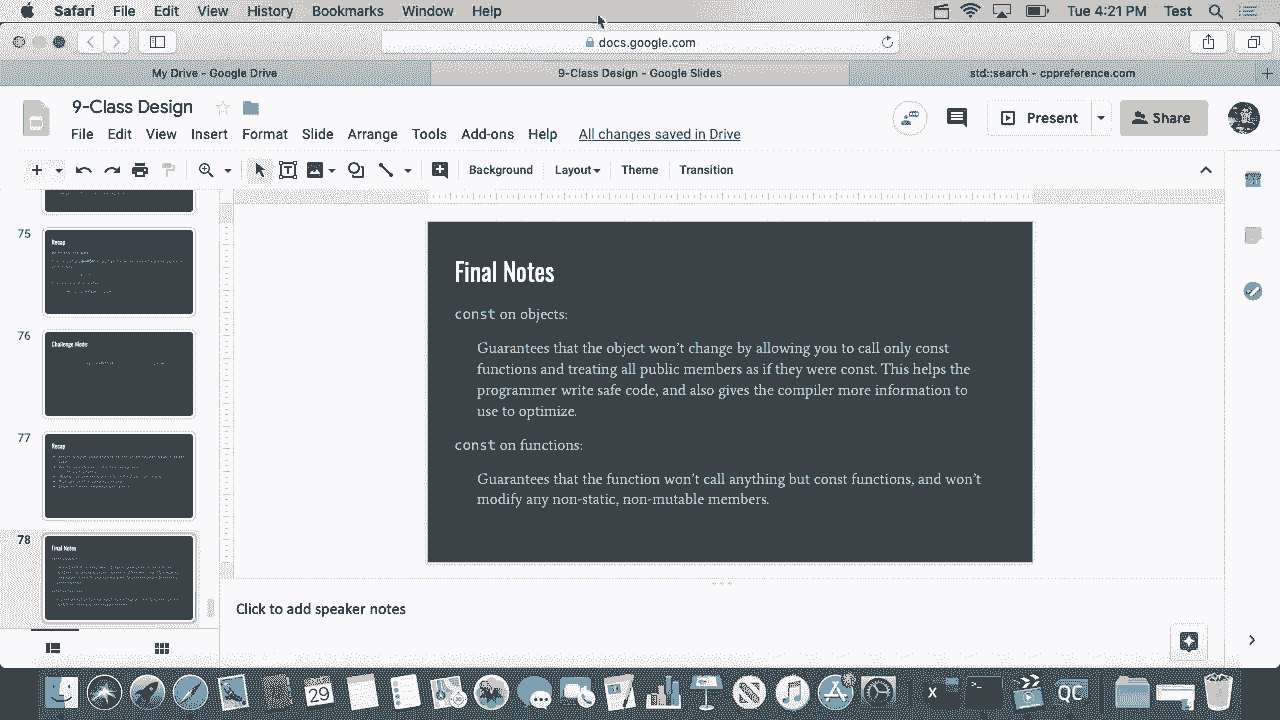 Safari File Edit View History Bookmarks Window Help Tue 4:21 PM Test
docs.google.com
My Drive - Google Drive 9-Class Design - Google Slides std::search - cppreference.com
9-Class Design
File Edit View Insert Format Slide Arrange Tools Add-ons Help All changes saved in Drive
Present Share
Background Layout Theme Transition
75
Recap
76
Challenge Mode
77
Recap
78
Final Notes
Final Notes
const on objects:
Guarantees that the object won't change by allowing you to call only const
functions and treating all public members as if they were const. This helps the
programmer write safe code, and also gives the compiler more information to
use to optimize.
const on functions:
Guarantees that the function won't call anything but const functions, and won't
modify any non-static, non-mutable members.
Click to add speaker notes
29
X
>_
QC